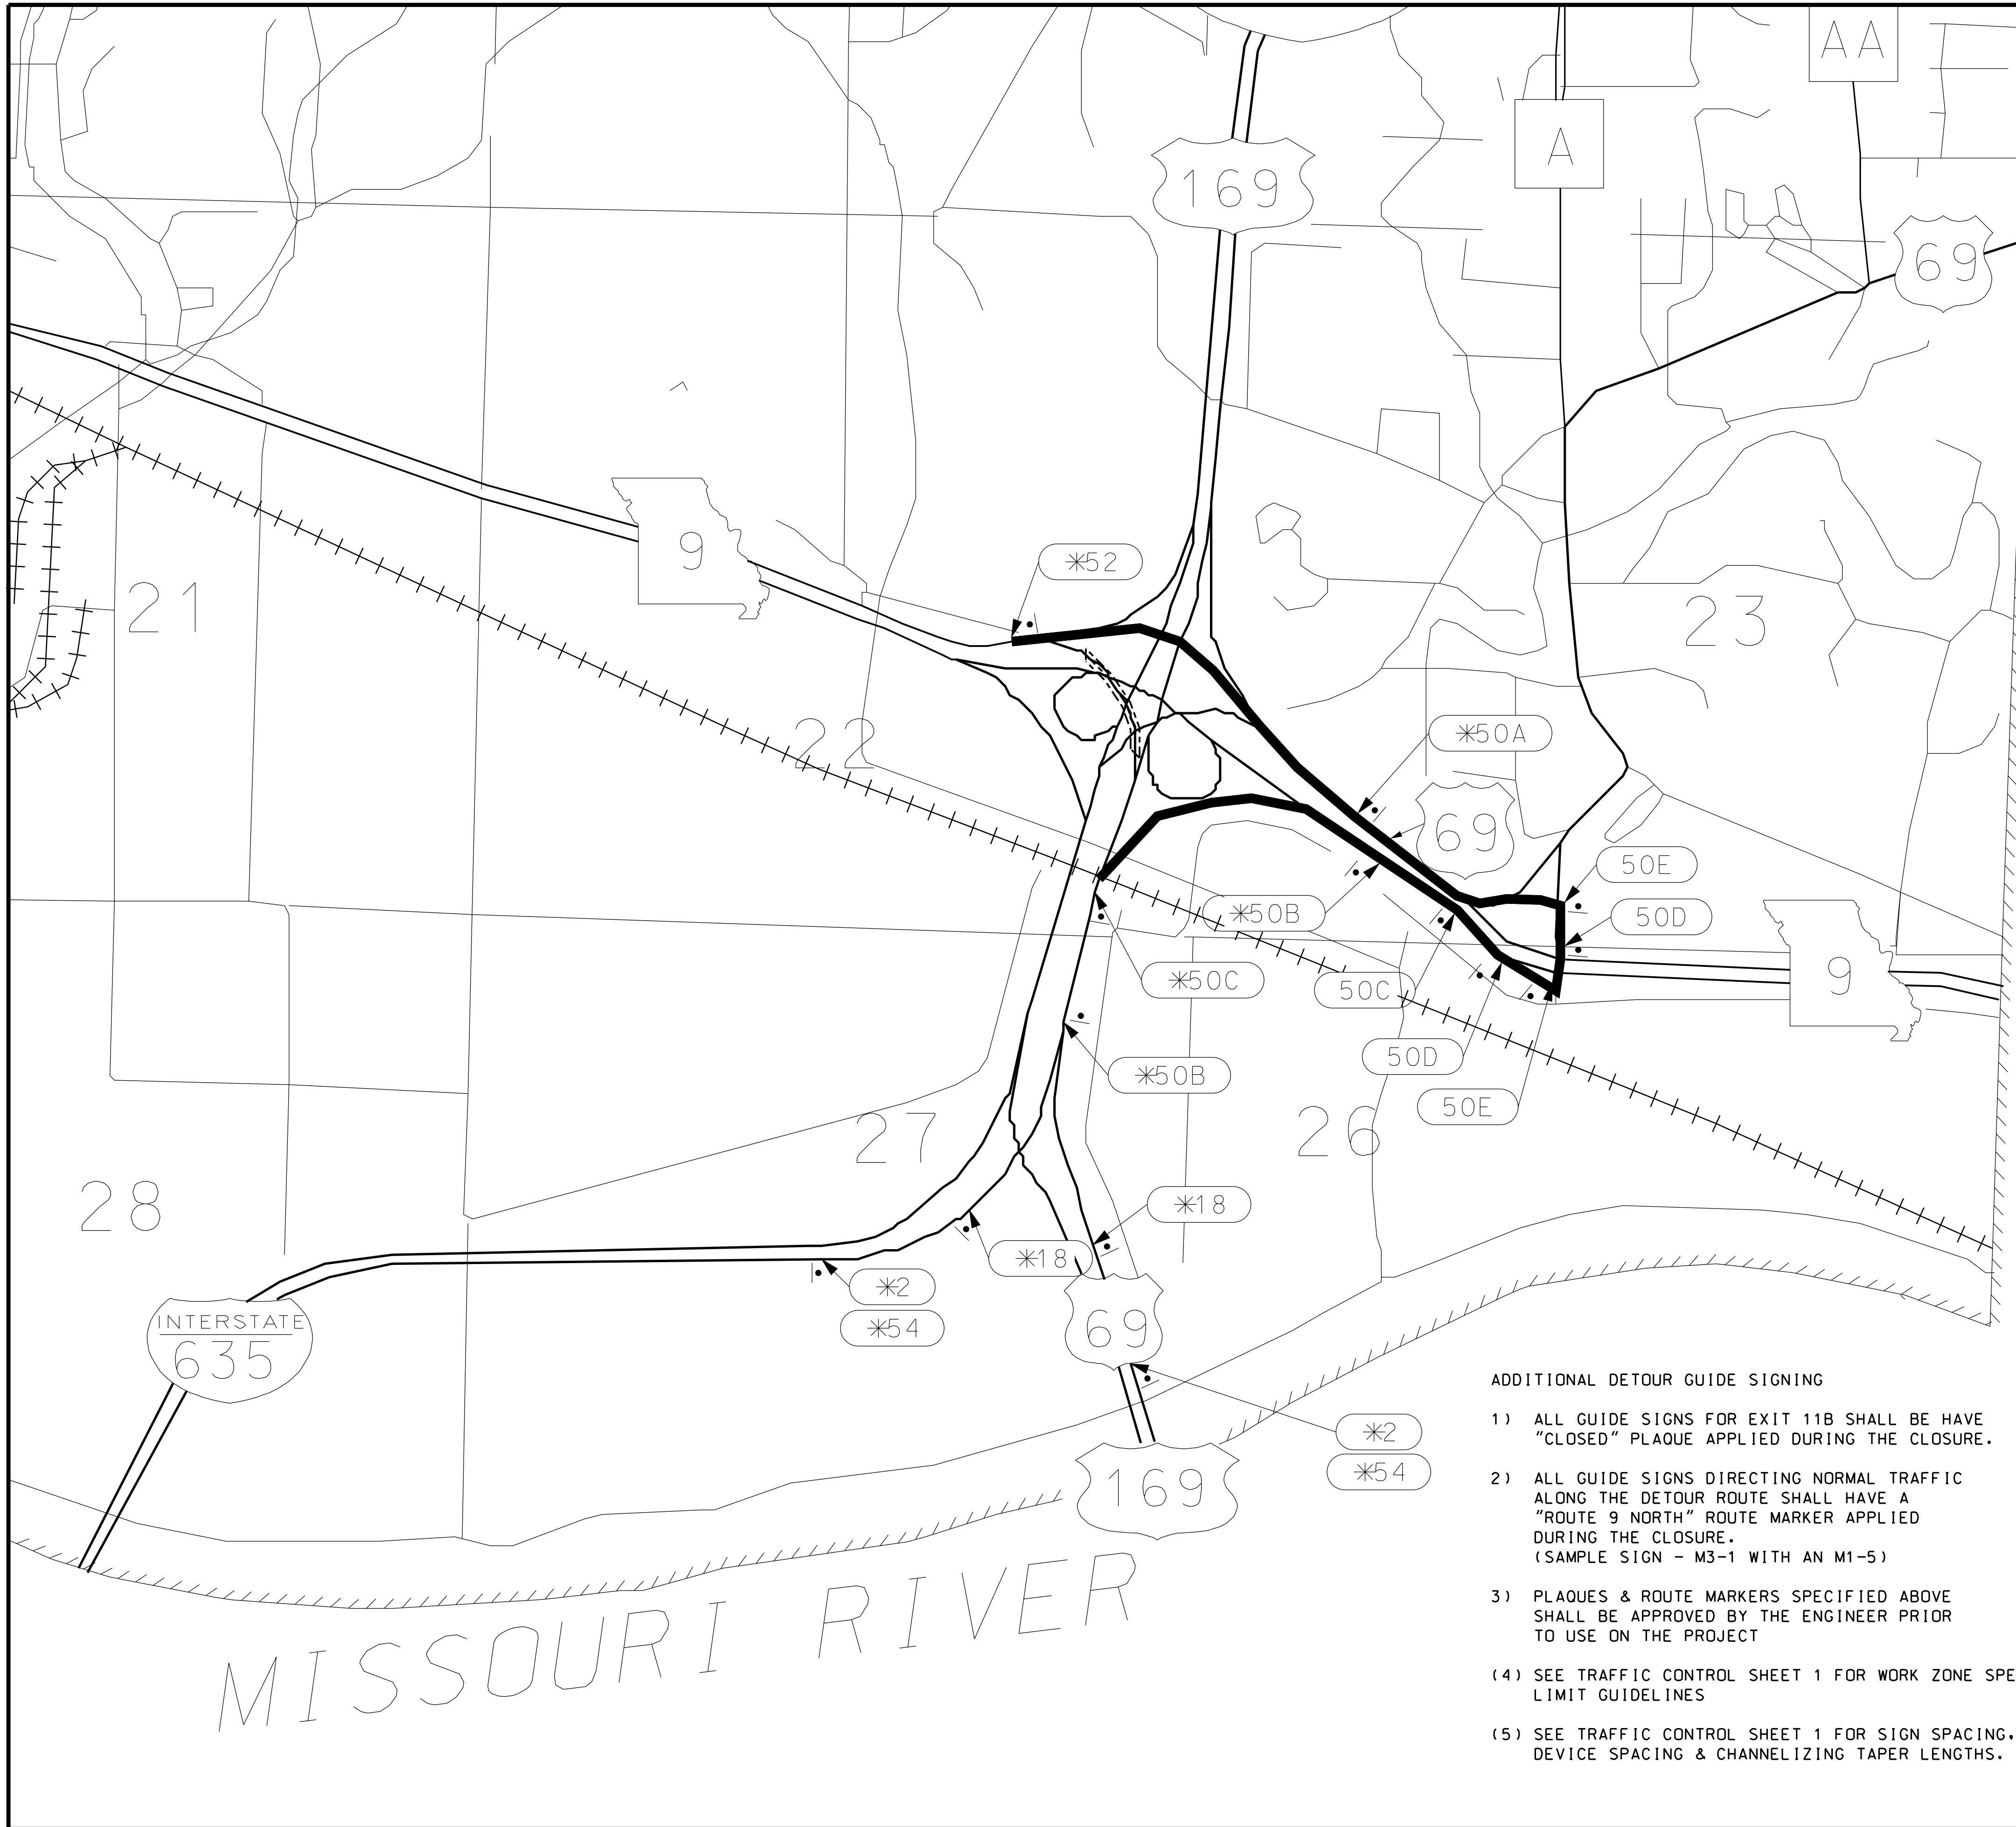 AA
A
169
69
9
*52
21
23
22
*50A
69
50E
50D
*50B
*50C
50C
9
50D
*50B
50E
27
26
28
*18
*18
*2
*54
INTERSTATE
635
69
*2
*54
169
MISSOURI RIVER
ADDITIONAL DETOUR GUIDE SIGNING
1) ALL GUIDE SIGNS FOR EXIT 11B SHALL BE HAVE
"CLOSED" PLAQUE APPLIED DURING THE CLOSURE.
2) ALL GUIDE SIGNS DIRECTING NORMAL TRAFFIC
ALONG THE DETOUR ROUTE SHALL HAVE A
"ROUTE 9 NORTH" ROUTE MARKER APPLIED
DURING THE CLOSURE.
(SAMPLE SIGN - M3-1 WITH AN M1-5)
3) PLAQUES & ROUTE MARKERS SPECIFIED ABOVE
SHALL BE APPROVED BY THE ENGINEER PRIOR
TO USE ON THE PROJECT
(4) SEE TRAFFIC CONTROL SHEET 1 FOR WORK ZONE SPE
LIMIT GUIDELINES
(5) SEE TRAFFIC CONTROL SHEET 1 FOR SIGN SPACING,
DEVICE SPACING & CHANNELIZING TAPER LENGTHS.